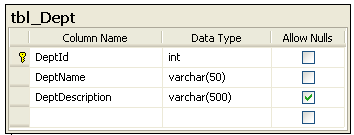 tbl_Dept
Column Name Data Type Allow Nulls
DeptId int
DeptName varchar(50)
DeptDescription varchar(500)